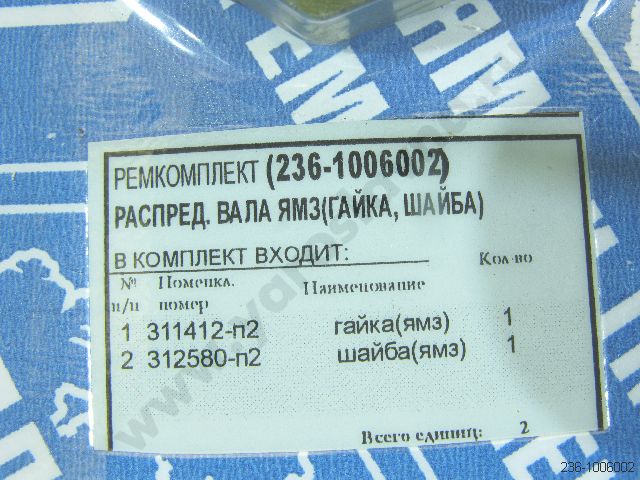 РЕМКОМПЛЕКТ (236-1006002)
РАСПРЕД. ВАЛА ЯМЗ(ГАЙКА, ШАЙБА)
В КОМПЛЕКТ ВХОДИТ:
№ п/п Номенкл. номер Наименование Кол-во
1 311412-п2 гайка(ямз) 1
2 312580-п2 шайба(ямз) 1
Всего единиц: 2
236-1006002